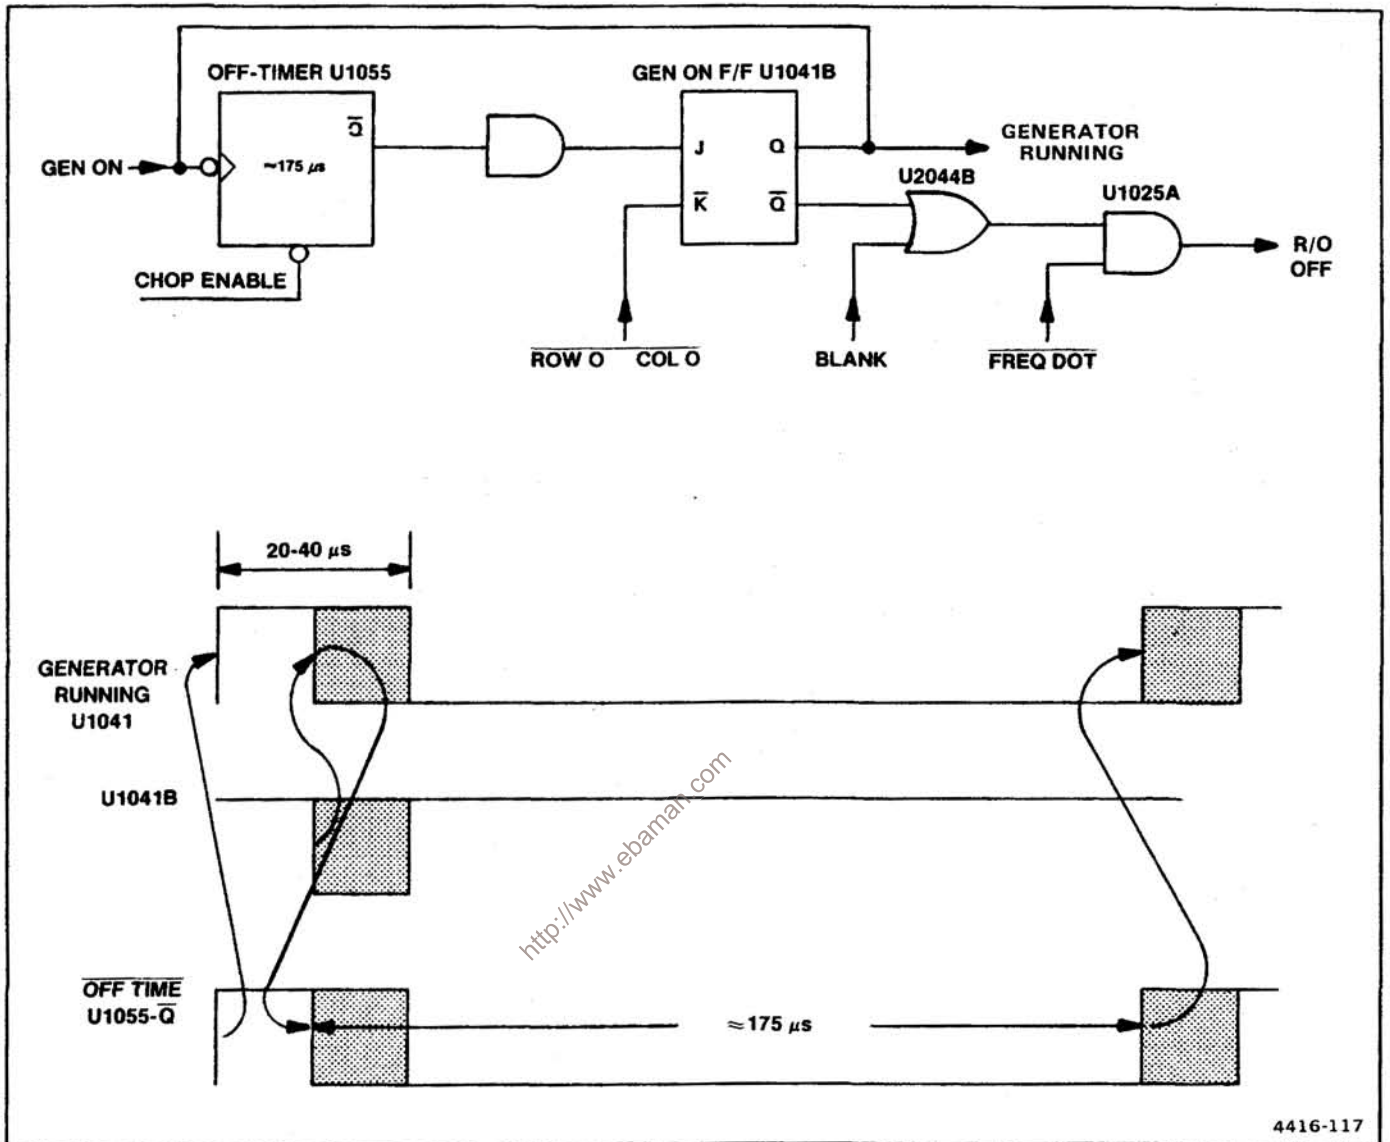 OFF-TIMER U1055
GEN ON F/F U1041B
Q̅
GEN ON
~175 μs
J
Q
GENERATOR
RUNNING
K̅
Q̅
U2044B
U1025A
R/O
OFF
CHOP ENABLE
ROW O COL O
BLANK
FREQ DOT
20-40 μs
GENERATOR
RUNNING
U1041
U1041B
OFF TIME
U1055-Q̅
≈175 μs
http://www.ebaman.com
4416-117